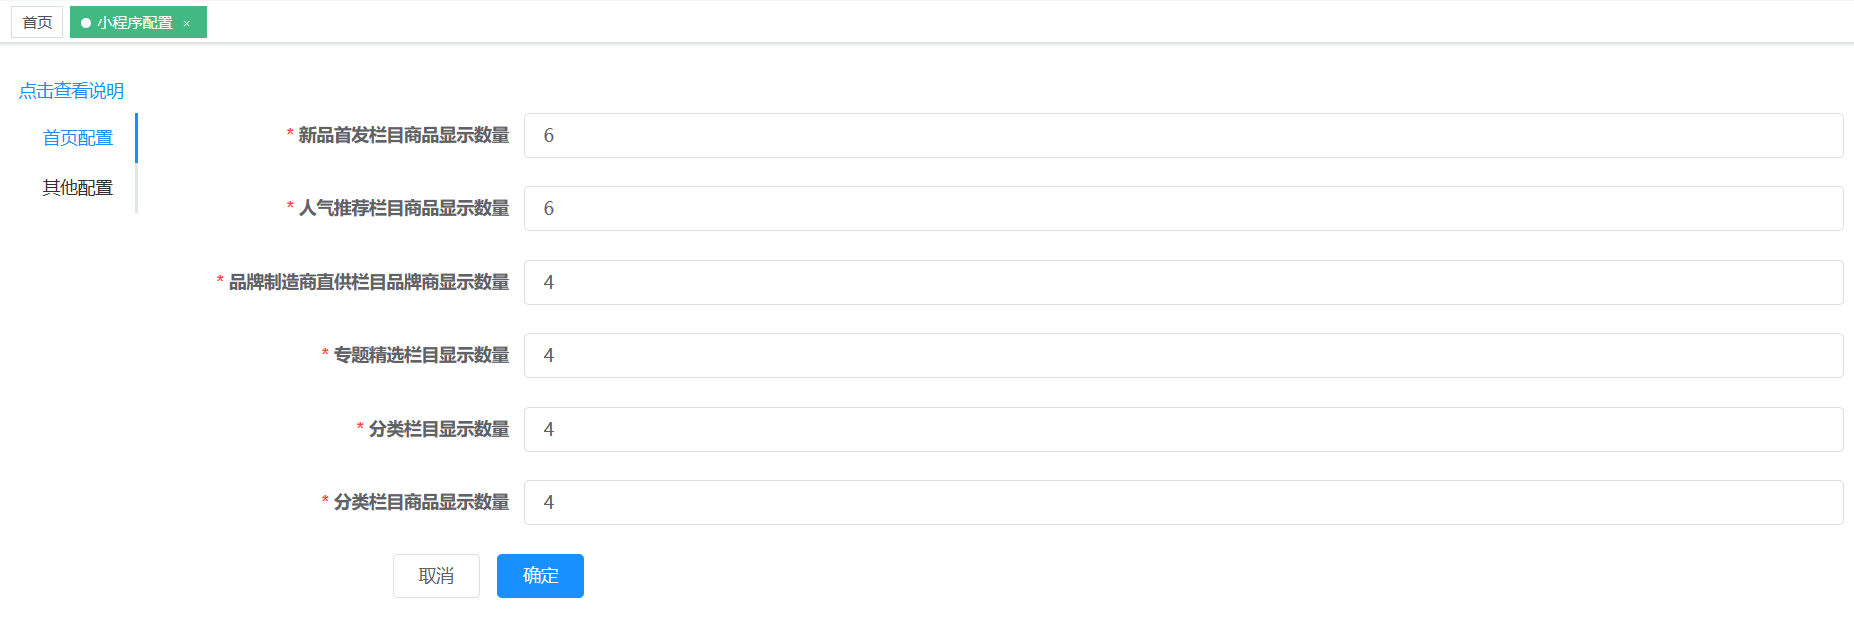 首页
小程序配置 ×
点击查看说明
首页配置
其他配置
* 新品首发栏目商品显示数量 6
* 人气推荐栏目商品显示数量 6
* 品牌制造商直供栏目品牌商显示数量 4
* 专题精选栏目显示数量 4
* 分类栏目显示数量 4
* 分类栏目商品显示数量 4
取消
确定